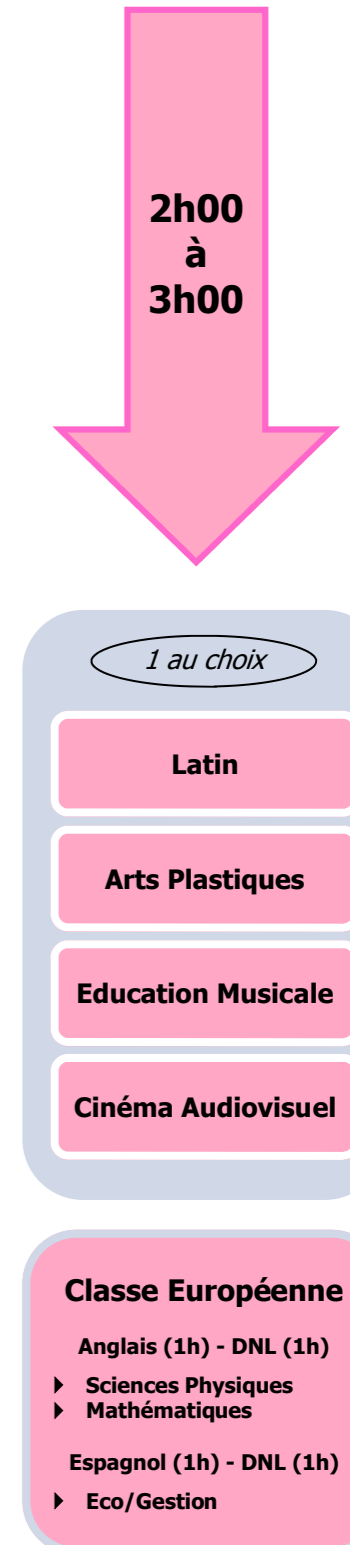 2h00
à
3h00
1 au choix
Latin
Arts Plastiques
Education Musicale
Cinéma Audiovisuel
Classe Européenne
Anglais (1h) - DNL (1h)
Sciences Physiques
Mathématiques
Espagnol (1h) - DNL (1h)
Eco/Gestion